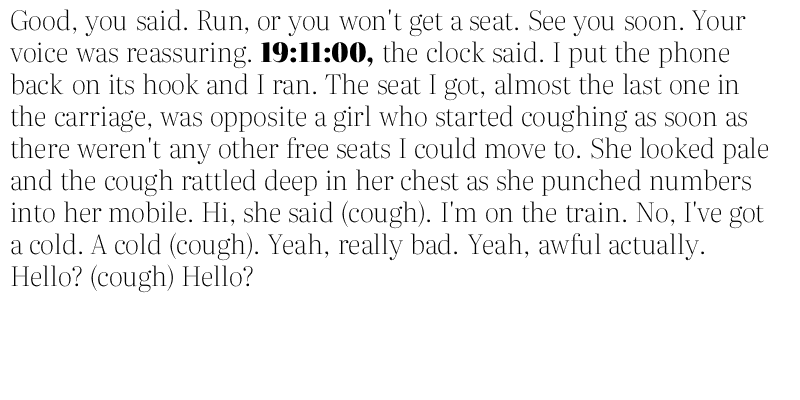 Good, you said. Run, or you won't get a seat. See you soon. Your
voice was reassuring. 19:11:00, the clock said. I put the phone
back on its hook and I ran. The seat I got, almost the last one in
the carriage, was opposite a girl who started coughing as soon as
there weren't any other free seats I could move to. She looked pale
and the cough rattled deep in her chest as she punched numbers
into her mobile. Hi, she said (cough). I'm on the train. No, I've got
a cold. A cold (cough). Yeah, really bad. Yeah, awful actually.
Hello? (cough) Hello?